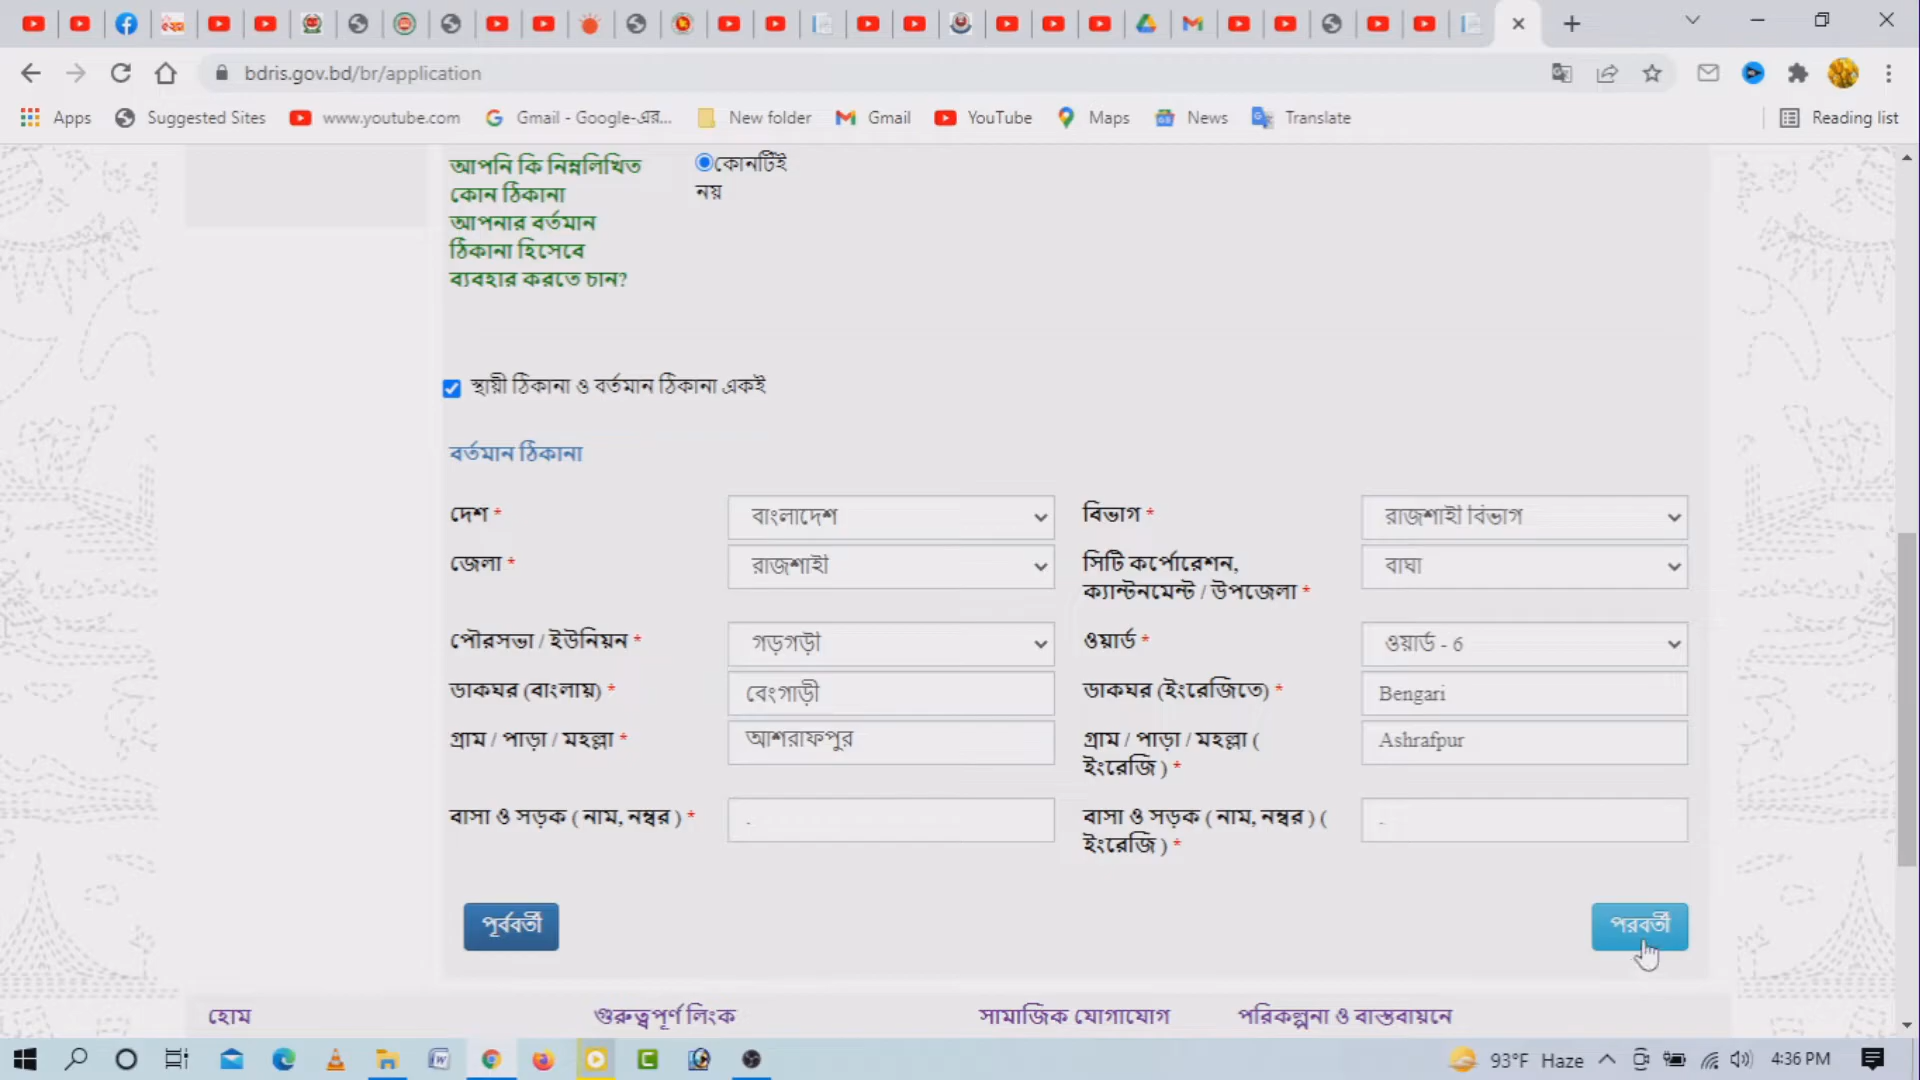 bdris.gov.bd/br/application
Apps Suggested Sites www.youtube.com Gmail - Google-এর... New folder Gmail YouTube Maps News Translate Reading list
আপনি কি নিম্নলিখিত
কোন ঠিকানা
আপনার বর্তমান
ঠিকানা হিসেবে
ব্যবহার করতে চান?
কোনটিই
নয়
স্থায়ী ঠিকানা ও বর্তমান ঠিকানা একই
বর্তমান ঠিকানা
দেশ * বাংলাদেশ বিভাগ * রাজশাহী বিভাগ
জেলা * রাজশাহী সিটি কর্পোরেশন,
ক্যান্টনমেন্ট / উপজেলা * বাঘা
পৌরসভা / ইউনিয়ন * গড়গড়ী ওয়ার্ড * ওয়ার্ড - 6
ডাকঘর (বাংলায়) * বেংগাড়ী ডাকঘর (ইংরেজিতে) * Bengari
গ্রাম / পাড়া / মহল্লা * আশরাফপুর গ্রাম / পাড়া / মহল্লা (
ইংরেজি ) * Ashrafpur
বাসা ও সড়ক ( নাম, নম্বর ) * . বাসা ও সড়ক ( নাম, নম্বর ) (
ইংরেজি ) * .
পূর্ববর্তী পরবর্তী
হোম গুরুত্বপূর্ণ লিংক সামাজিক যোগাযোগ পরিকল্পনা ও বাস্তবায়নে
93°F Haze 4:36 PM